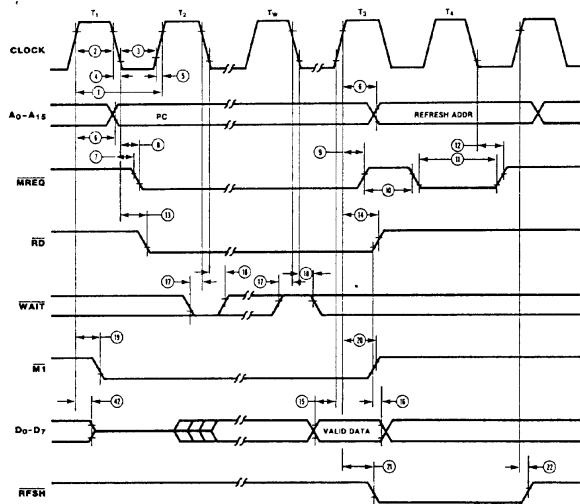 T1 T2 TW T3 T4
CLOCK
2 3
4 5
1 6
A0-A15 PC REFRESH ADDR
6 8 12
7 9 11
MREQ
10
13 14
RD
17 18 17 18
WAIT
19 20
M1
42 15 16
D0-D7 VALID DATA
21 22
RFSH